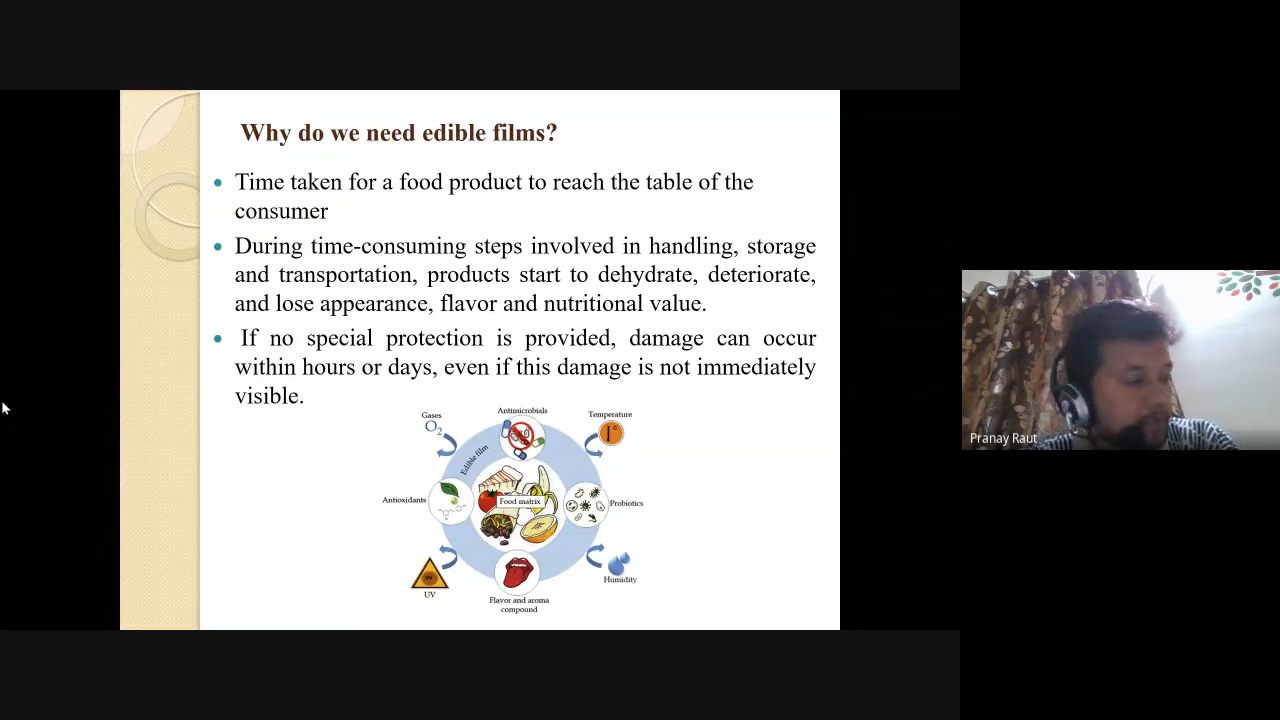 Why do we need edible films?
Time taken for a food product to reach the table of the
consumer
During time-consuming steps involved in handling, storage
and transportation, products start to dehydrate, deteriorate,
and lose appearance, flavor and nutritional value.
If no special protection is provided, damage can occur
within hours or days, even if this damage is not immediately
visible.
Gases
O2
Antimicrobials
Temperature
Edible film
Antioxidants
Food matrix
Probiotics
UV
UV
Humidity
Flavor and aroma
compound
Pranay Raut